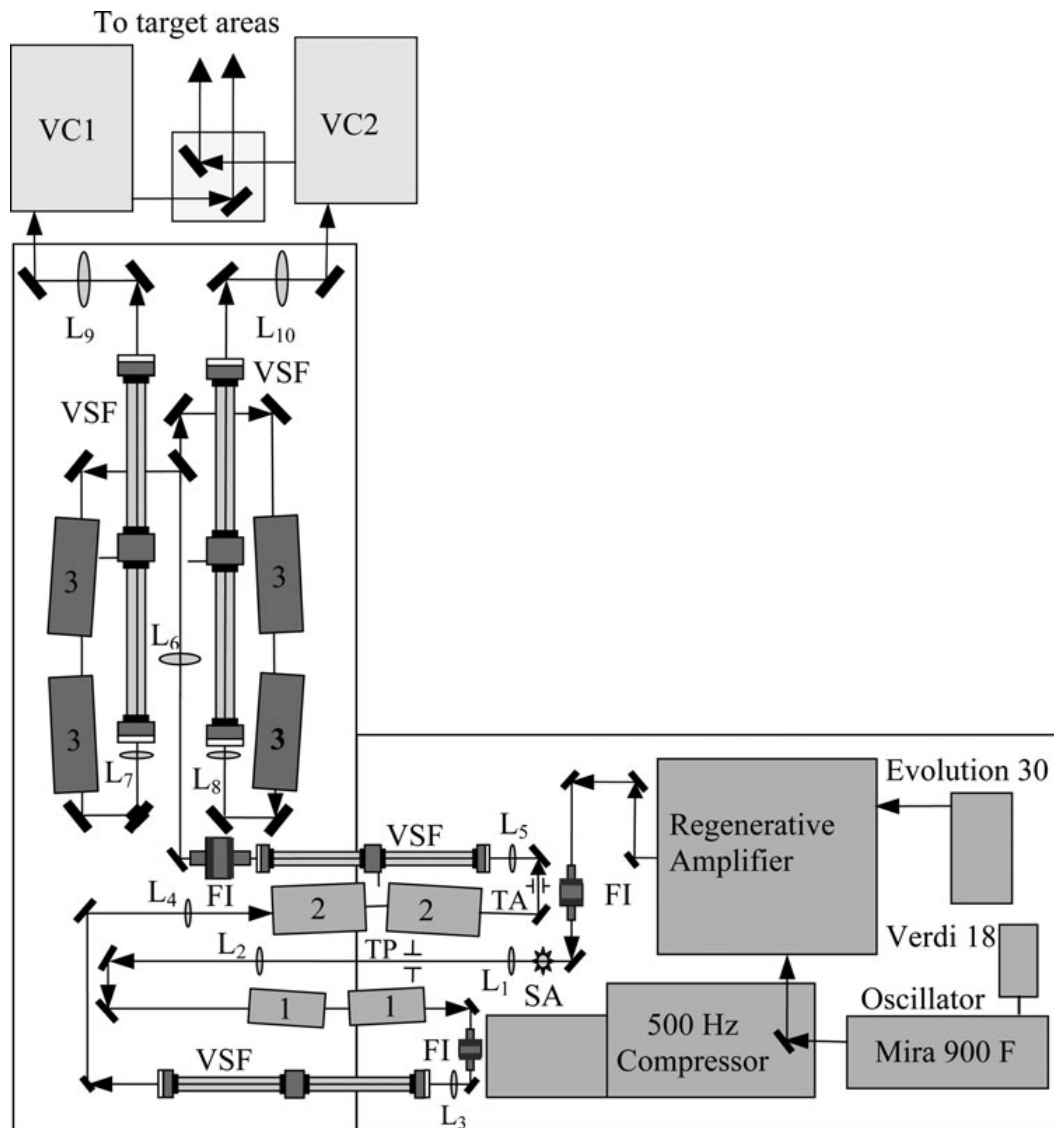 To target areas
VC1
VC2
L₉
L₁₀
VSF
VSF
3
3
L₆
3
3
L₇
L₈
Evolution 30
Regenerative
Amplifier
VSF
L₅
FI
TA
FI
L₄
2
2
Verdi 18
L₂
TP
L₁
SA
Oscillator
1
1
500 Hz
Compressor
Mira 900 F
FI
VSF
L₃